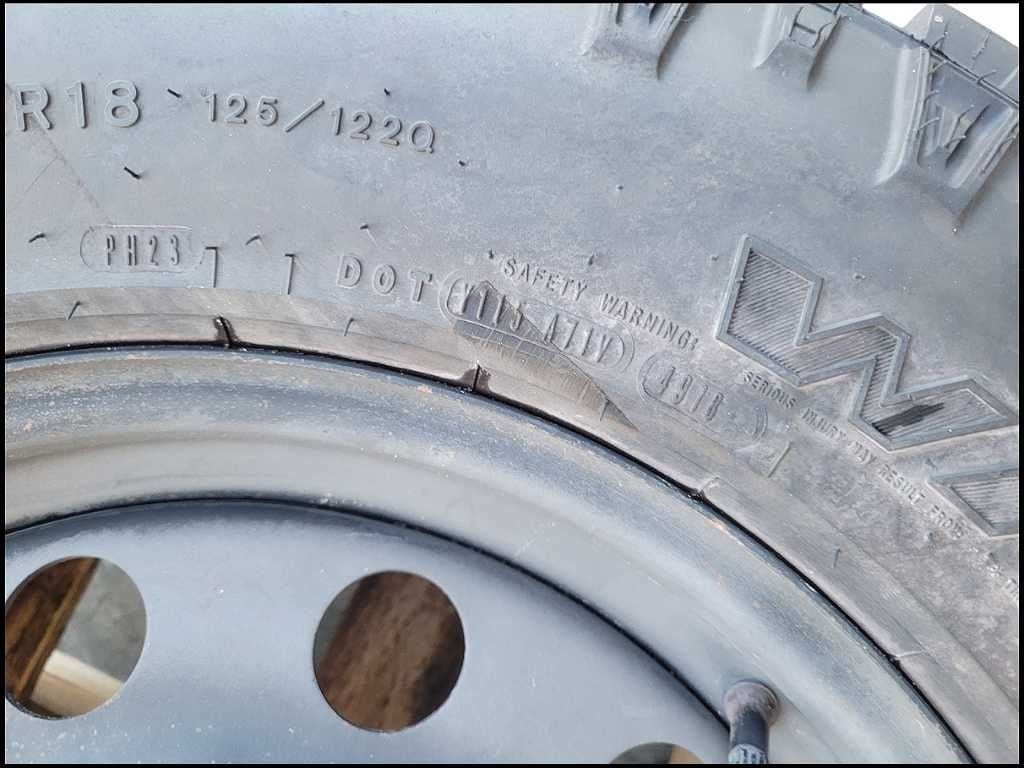 R18 125/122Q
PH23
DOT
SAFETY WARNING:
4918
SERIOUS INJURY MAY RESULT FROM